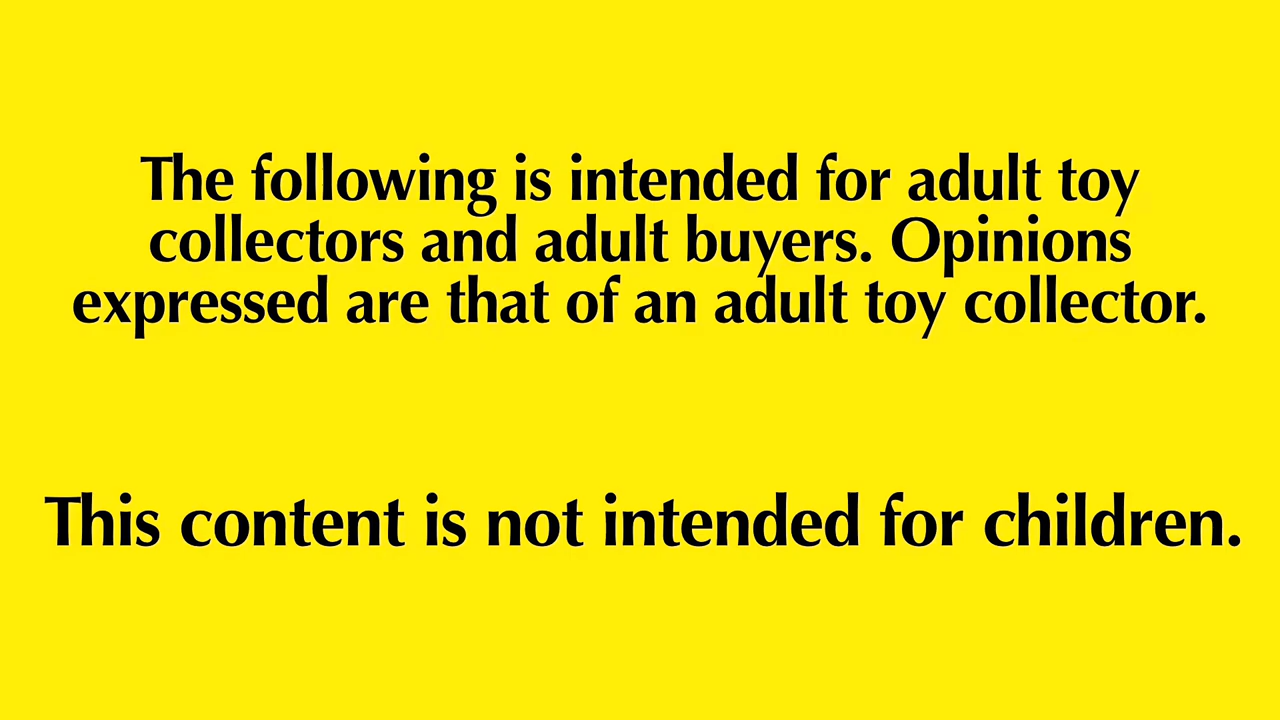 The following is intended for adult toy
collectors and adult buyers. Opinions
expressed are that of an adult toy collector.
This content is not intended for children.